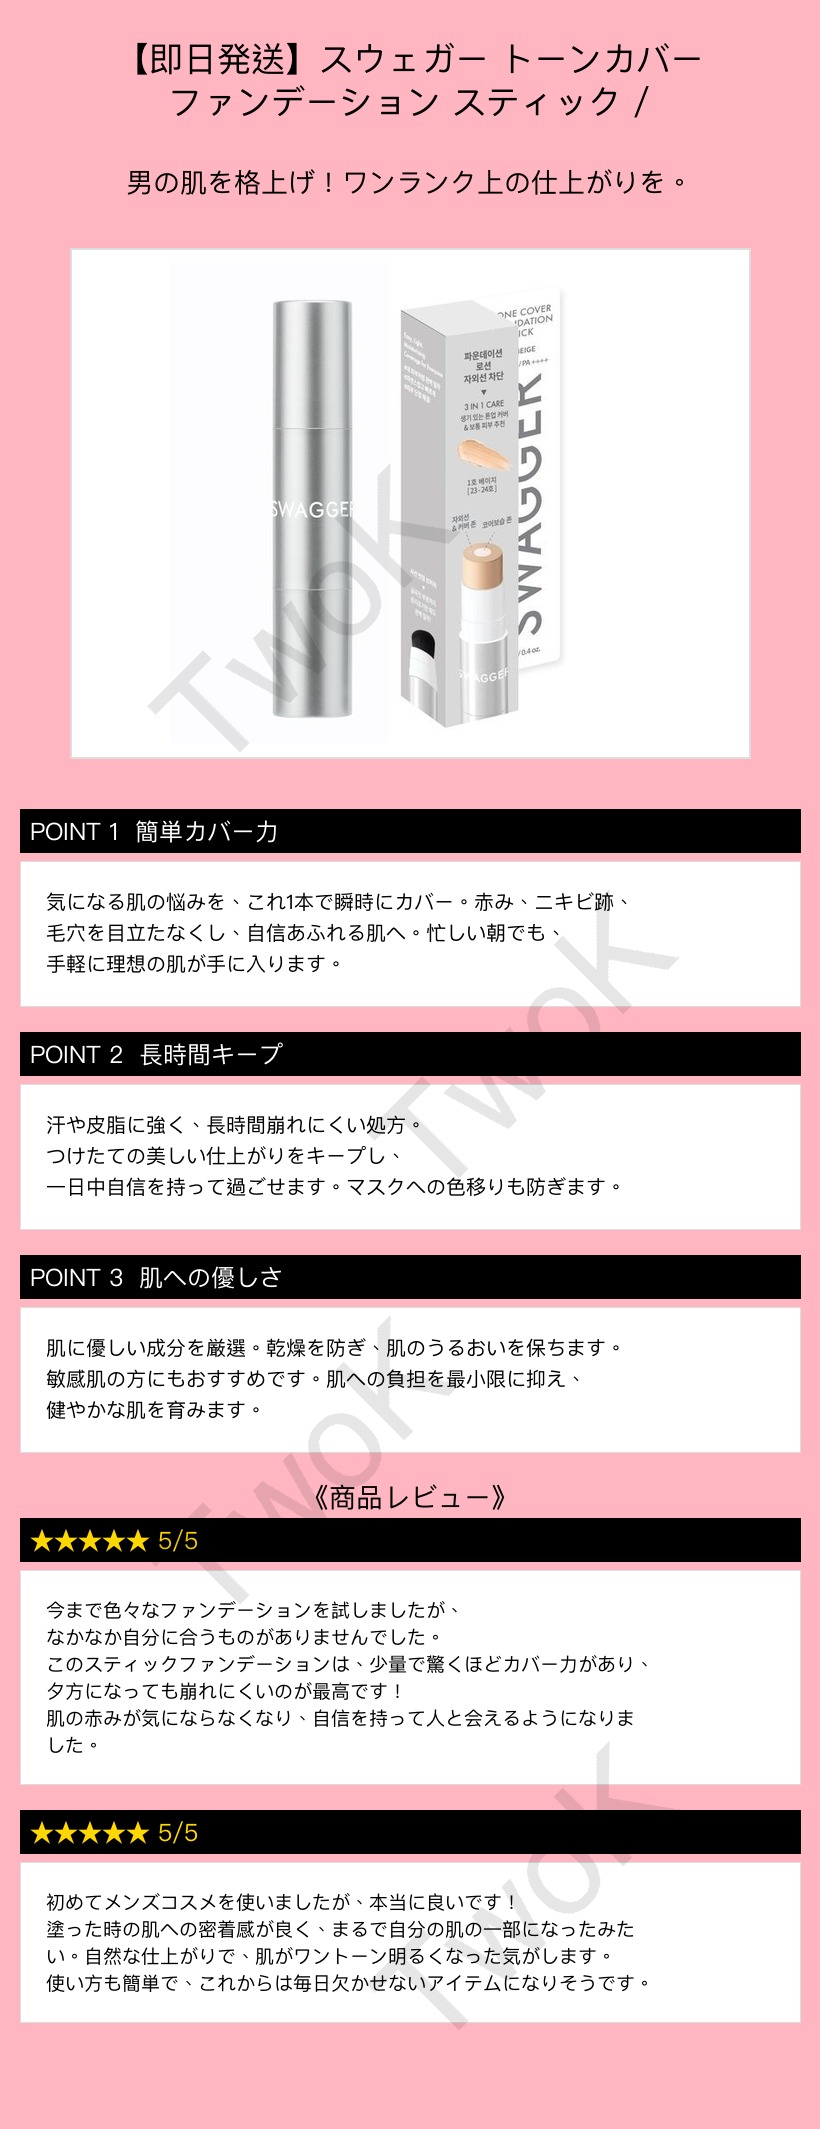 【即日発送】スウェガー トーンカバー
ファンデーション スティック /
男の肌を格上げ！ワンランク上の仕上がりを。
SWAGGER
파운데이션
로션
자외선 차단
▼
3 IN 1 CARE
생기 있는 톤업 커버
& 보통 피부 추천
1호 베이지
[23-24호]
자외선
& 커버 존
코어보습 존
SWAGGER
ONE COVER
NDATION
ICK
BEIGE
/ PA ++++
SWAGGER
/ 0.4 oz.
TwoK
POINT 1 簡単カバー力
気になる肌の悩みを、これ1本で瞬時にカバー。赤み、ニキビ跡、
毛穴を目立たなくし、自信あふれる肌へ。忙しい朝でも、
手軽に理想の肌が手に入ります。
TwoK
POINT 2 長時間キープ
汗や皮脂に強く、長時間崩れにくい処方。
つけたての美しい仕上がりをキープし、
一日中自信を持って過ごせます。マスクへの色移りも防ぎます。
POINT 3 肌への優しさ
肌に優しい成分を厳選。乾燥を防ぎ、肌のうるおいを保ちます。
敏感肌の方にもおすすめです。肌への負担を最小限に抑え、
健やかな肌を育みます。
TwoK
《商品レビュー》
★★★★★ 5/5
今まで色々なファンデーションを試しましたが、
なかなか自分に合うものがありませんでした。
このスティックファンデーションは、少量で驚くほどカバー力があり、
夕方になっても崩れにくいのが最高です！
肌の赤みが気にならなくなり、自信を持って人と会えるようになりま
した。
★★★★★ 5/5
初めてメンズコスメを使いましたが、本当に良いです！
塗った時の肌への密着感が良く、まるで自分の肌の一部になったみた
い。自然な仕上がりで、肌がワントーン明るくなった気がします。
使い方も簡単で、これからは毎日欠かせないアイテムになりそうです。
TwoK